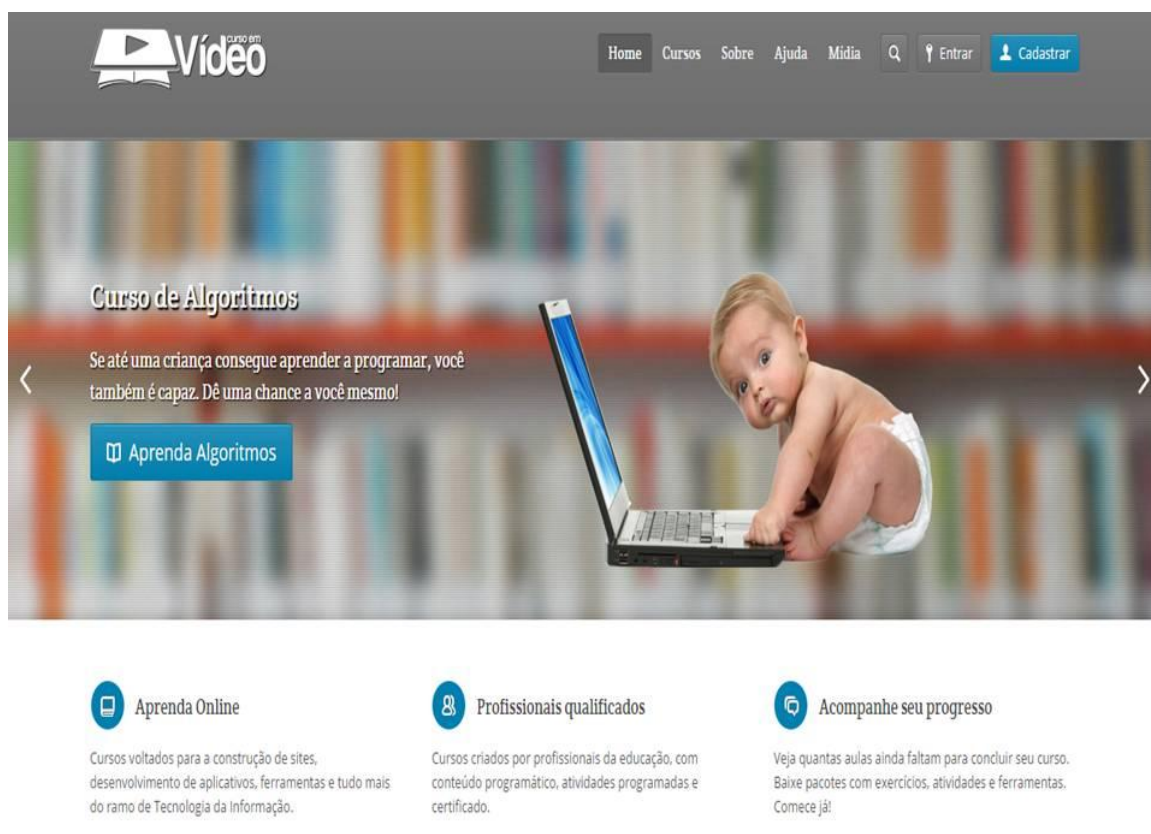 curso em
Vídeo
Home Cursos Sobre Ajuda Midia Entrar Cadastrar
Curso de Algoritmos
Se até uma criança consegue aprender a programar, você
também é capaz. Dê uma chance a você mesmo!
Aprenda Algoritmos
Aprenda Online
Cursos voltados para a construção de sites,
desenvolvimento de aplicativos, ferramentas e tudo mais
do ramo de Tecnologia da Informação.
Profissionais qualificados
Cursos criados por profissionais da educação, com
conteúdo programático, atividades programadas e
certificado.
Acompanhe seu progresso
Veja quantas aulas ainda faltam para concluir seu curso.
Baixe pacotes com exercícios, atividades e ferramentas.
Comece já!